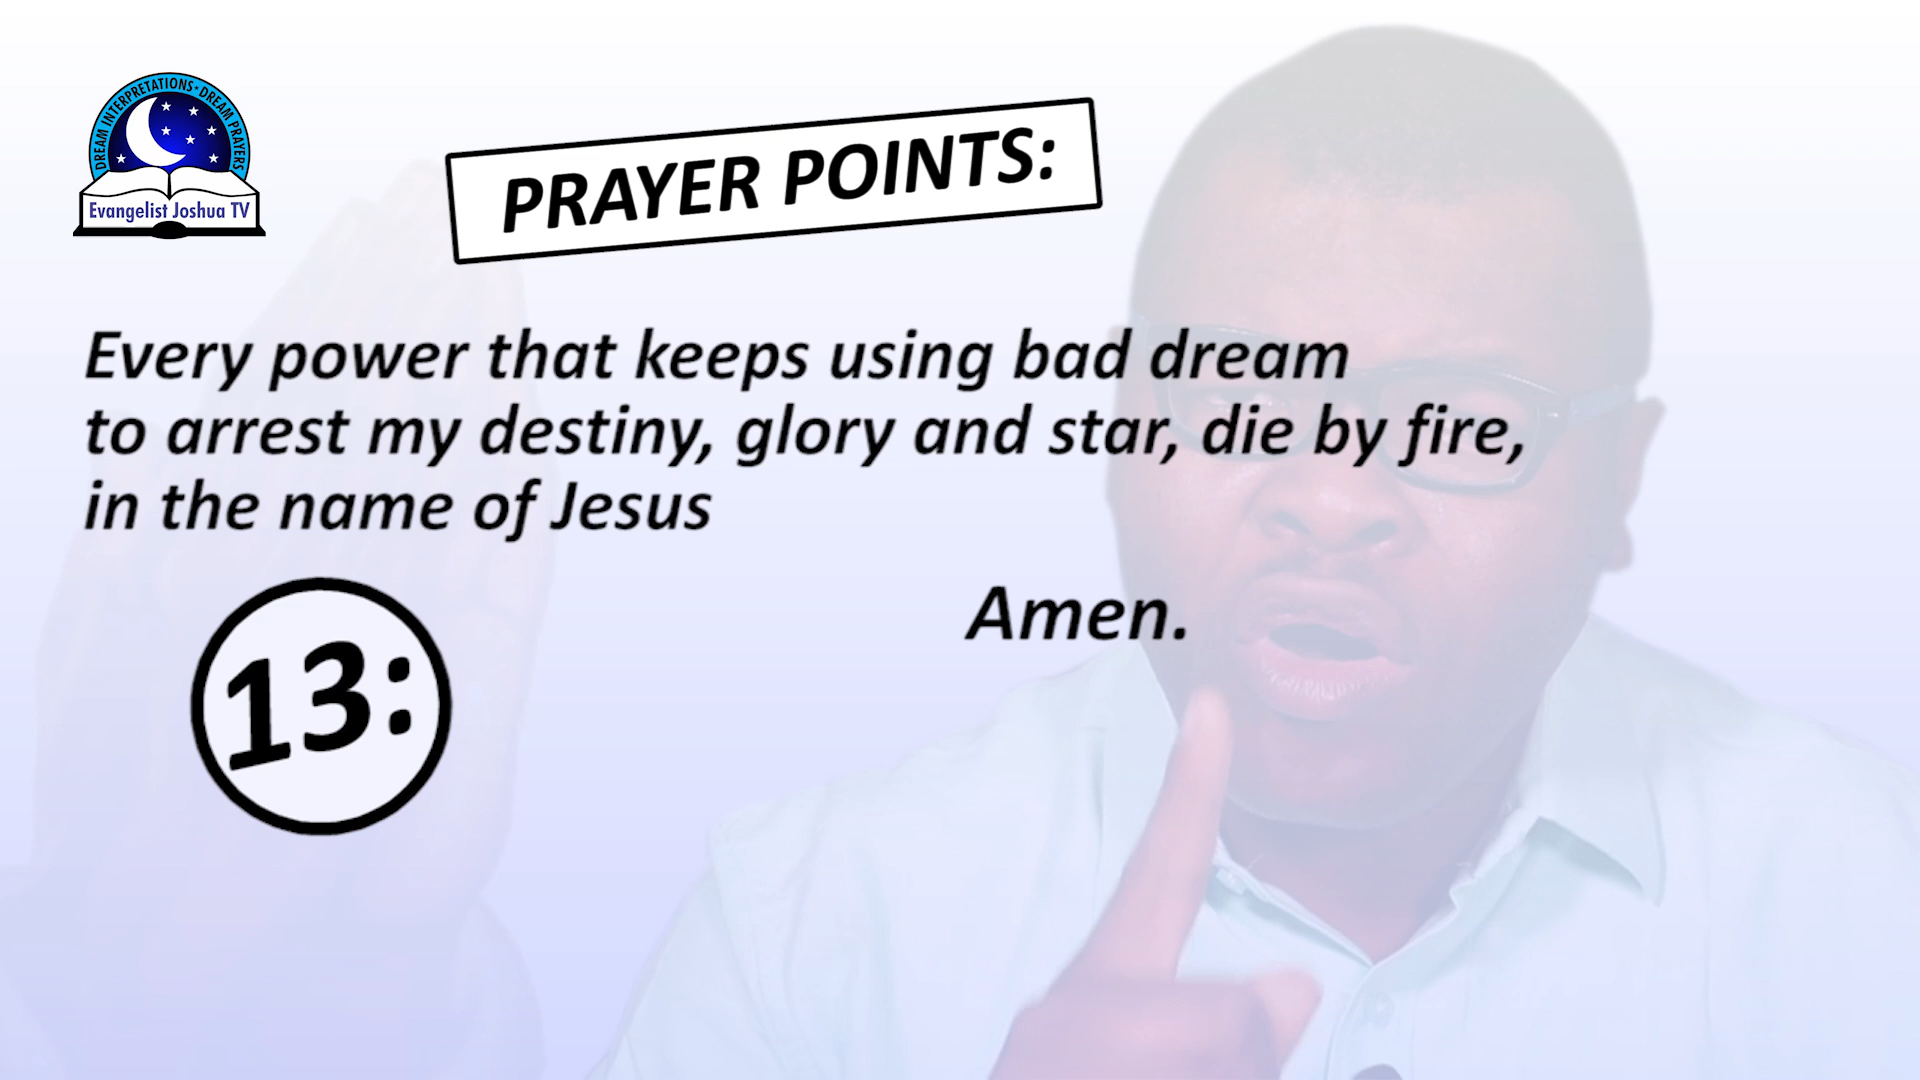 DREAM INTERPRETATIONS • DREAM PRAYERS
Evangelist Joshua TV
PRAYER POINTS:
Every power that keeps using bad dream
to arrest my destiny, glory and star, die by fire,
in the name of Jesus
Amen.
13: